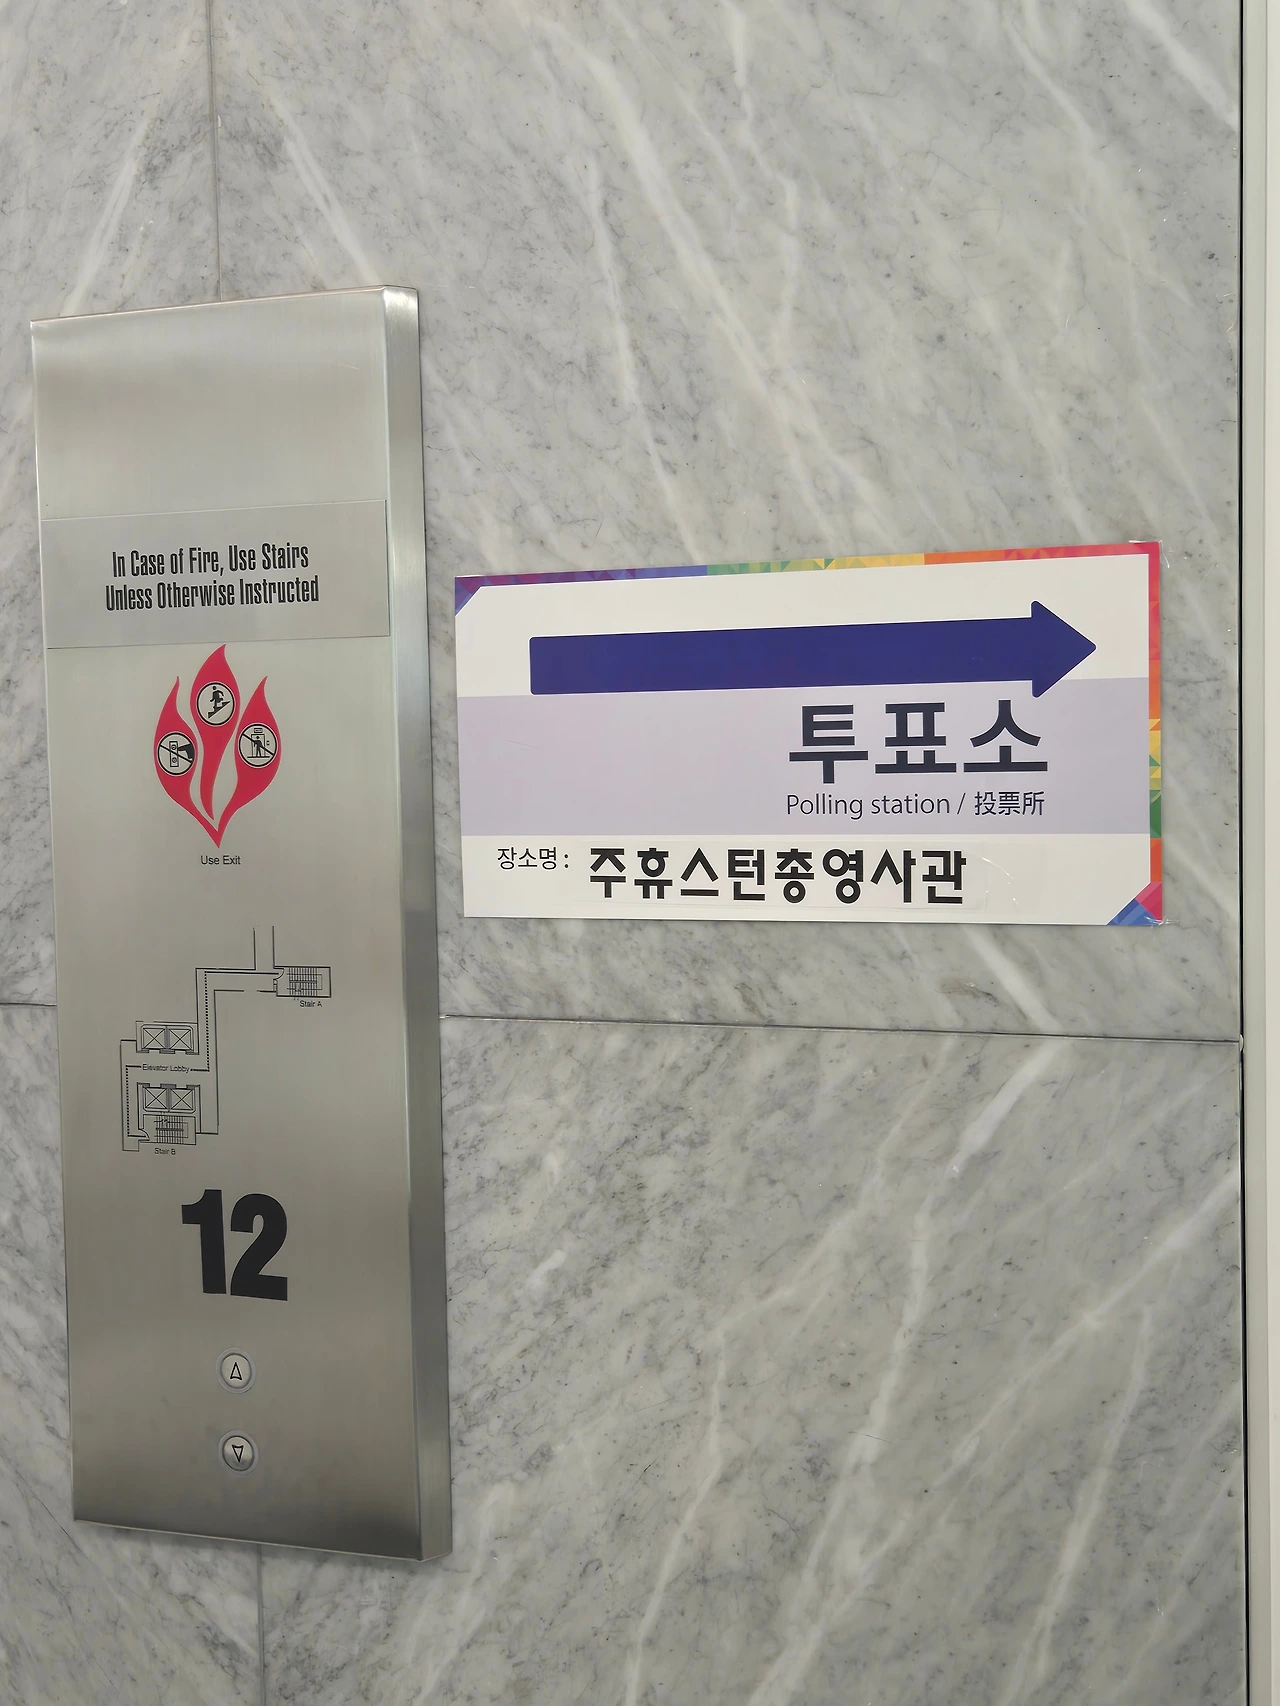 In Case of Fire, Use Stairs
Unless Otherwise Instructed
Use Exit
Stair A
Elevator Lobby
Stair B
12
투표소
Polling station / 投票所
장소명: 주휴스턴총영사관